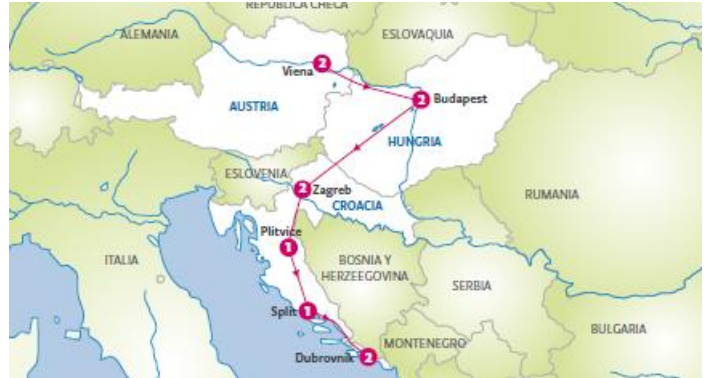 REPÚBLICA CHECA
ALEMANIA
ESLOVAQUIA
Viena
2
2
Budapest
AUSTRIA
HUNGRIA
ESLOVENIA
2
Zagreb
CROACIA
RUMANIA
Plitvice
1
ITALIA
BOSNIA Y
HERZEEGOVINA
SERBIA
Split
1
BULGARIA
MONTENEGRO
Dubrovnik
2